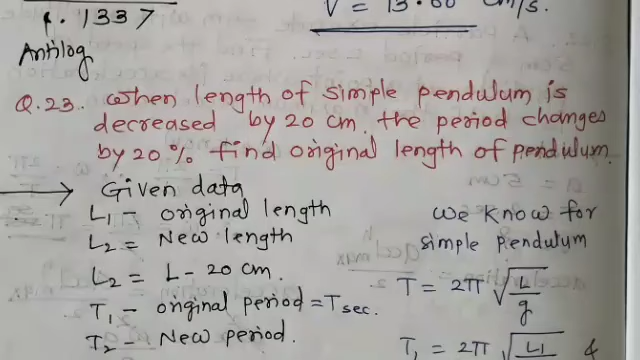 1.1337
V = 13.60 cm/s.
Antilog
Q.23. When length of simple pendulum is
decreased by 20 cm. the period changes
by 20% find original length of pendulum.
→ Given data
L₁ - original length
L₂ = New length
L₂ = L - 20 cm.
T₁ - original period = T sec.
T₂ - New period.
we know for
simple pendulum
T = 2π √(L/g)
T₁ = 2π √L1 &